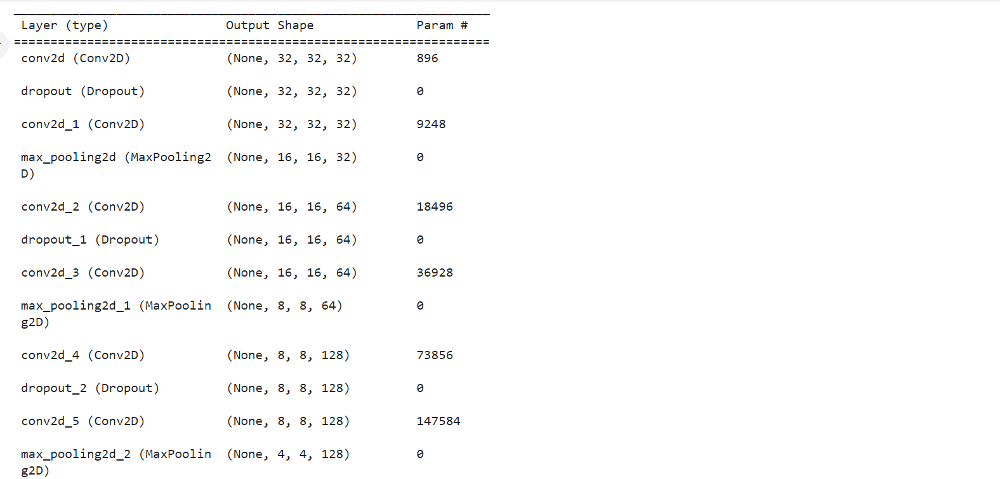 _________________________________________________________________
Layer (type) Output Shape Param #
=================================================================
conv2d (Conv2D) (None, 32, 32, 32) 896
dropout (Dropout) (None, 32, 32, 32) 0
conv2d_1 (Conv2D) (None, 32, 32, 32) 9248
max_pooling2d (MaxPooling2 (None, 16, 16, 32) 0
D)
conv2d_2 (Conv2D) (None, 16, 16, 64) 18496
dropout_1 (Dropout) (None, 16, 16, 64) 0
conv2d_3 (Conv2D) (None, 16, 16, 64) 36928
max_pooling2d_1 (MaxPoolin (None, 8, 8, 64) 0
g2D)
conv2d_4 (Conv2D) (None, 8, 8, 128) 73856
dropout_2 (Dropout) (None, 8, 8, 128) 0
conv2d_5 (Conv2D) (None, 8, 8, 128) 147584
max_pooling2d_2 (MaxPoolin (None, 4, 4, 128) 0
g2D)